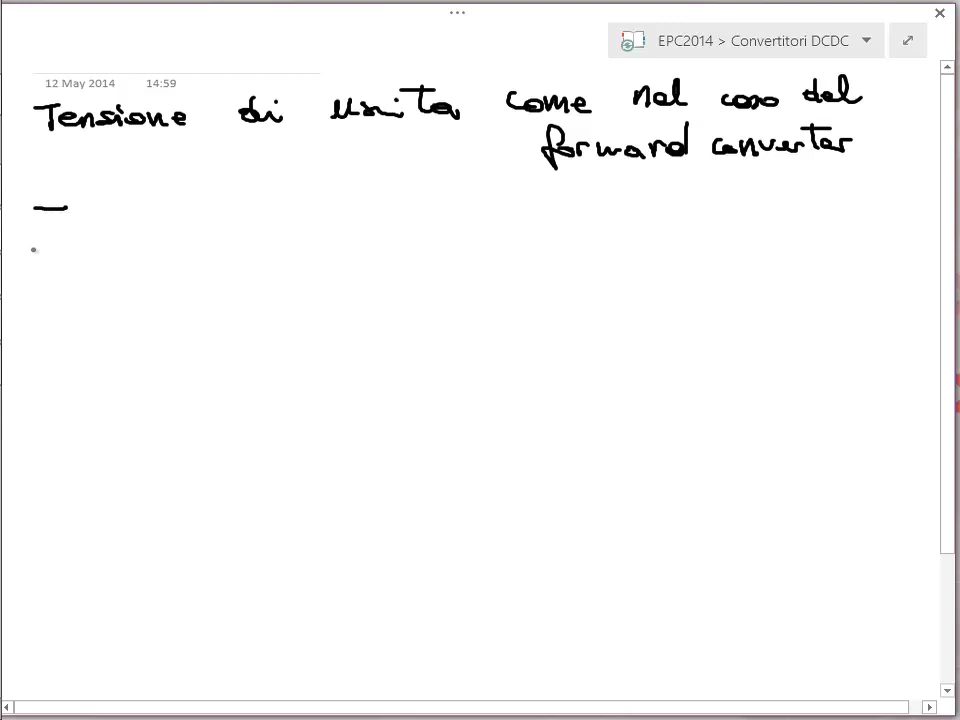 EPC2014 > Convertitori DCDC
12 May 2014 14:59
Tensione di uscita come nel caso del
forward converter